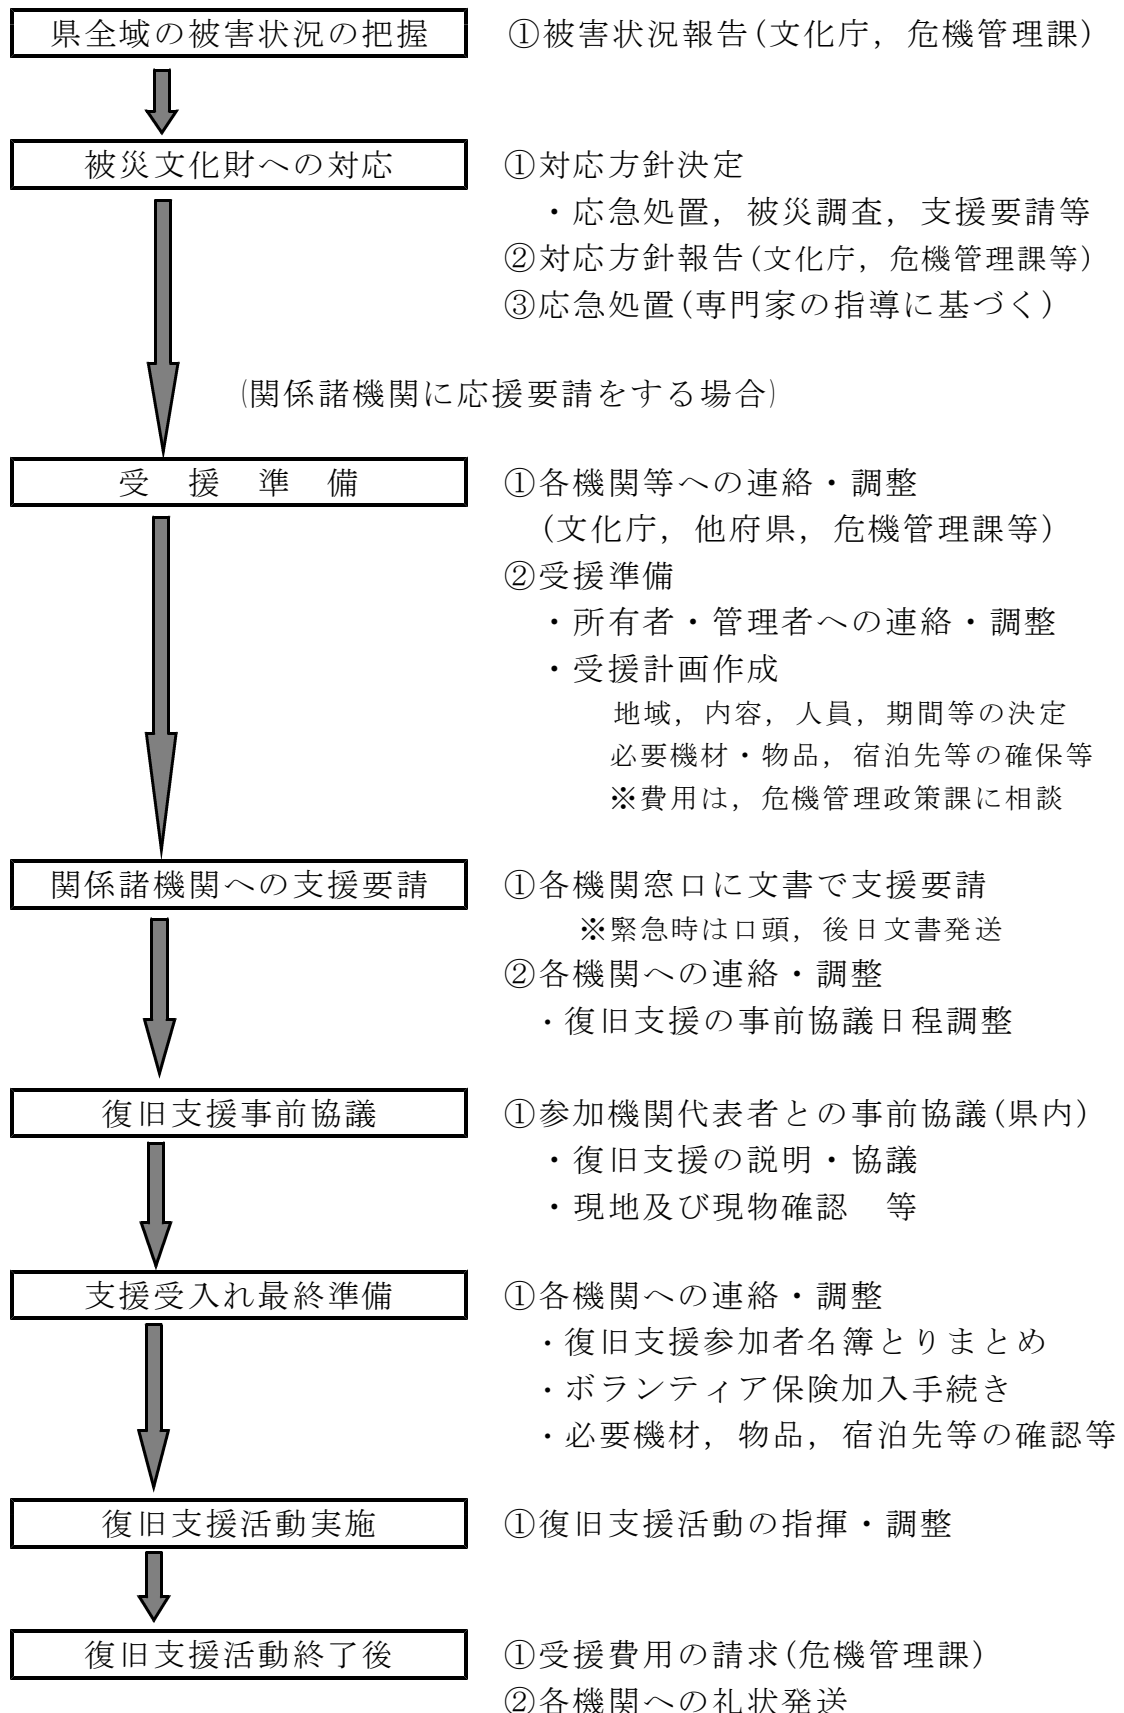 県全域の被害状況の把握　①被害状況報告(文化庁，危機管理課)
被災文化財への対応　①対応方針決定
・応急処置，被災調査，支援要請等
②対応方針報告(文化庁，危機管理課等)
③応急処置(専門家の指導に基づく)
(関係諸機関に応援要請をする場合)
受　援　準　備　①各機関等への連絡・調整
(文化庁，他府県，危機管理課等)
②受援準備
・所有者・管理者への連絡・調整
・受援計画作成
地域，内容，人員，期間等の決定
必要機材・物品，宿泊先等の確保等
※費用は，危機管理政策課に相談
関係諸機関への支援要請　①各機関窓口に文書で支援要請
※緊急時は口頭，後日文書発送
②各機関への連絡・調整
・復旧支援の事前協議日程調整
復旧支援事前協議　①参加機関代表者との事前協議(県内)
・復旧支援の説明・協議
・現地及び現物確認　等
支援受入れ最終準備　①各機関への連絡・調整
・復旧支援参加者名簿とりまとめ
・ボランティア保険加入手続き
・必要機材，物品，宿泊先等の確認等
復旧支援活動実施　①復旧支援活動の指揮・調整
復旧支援活動終了後　①受援費用の請求(危機管理課)
②各機関への礼状発送